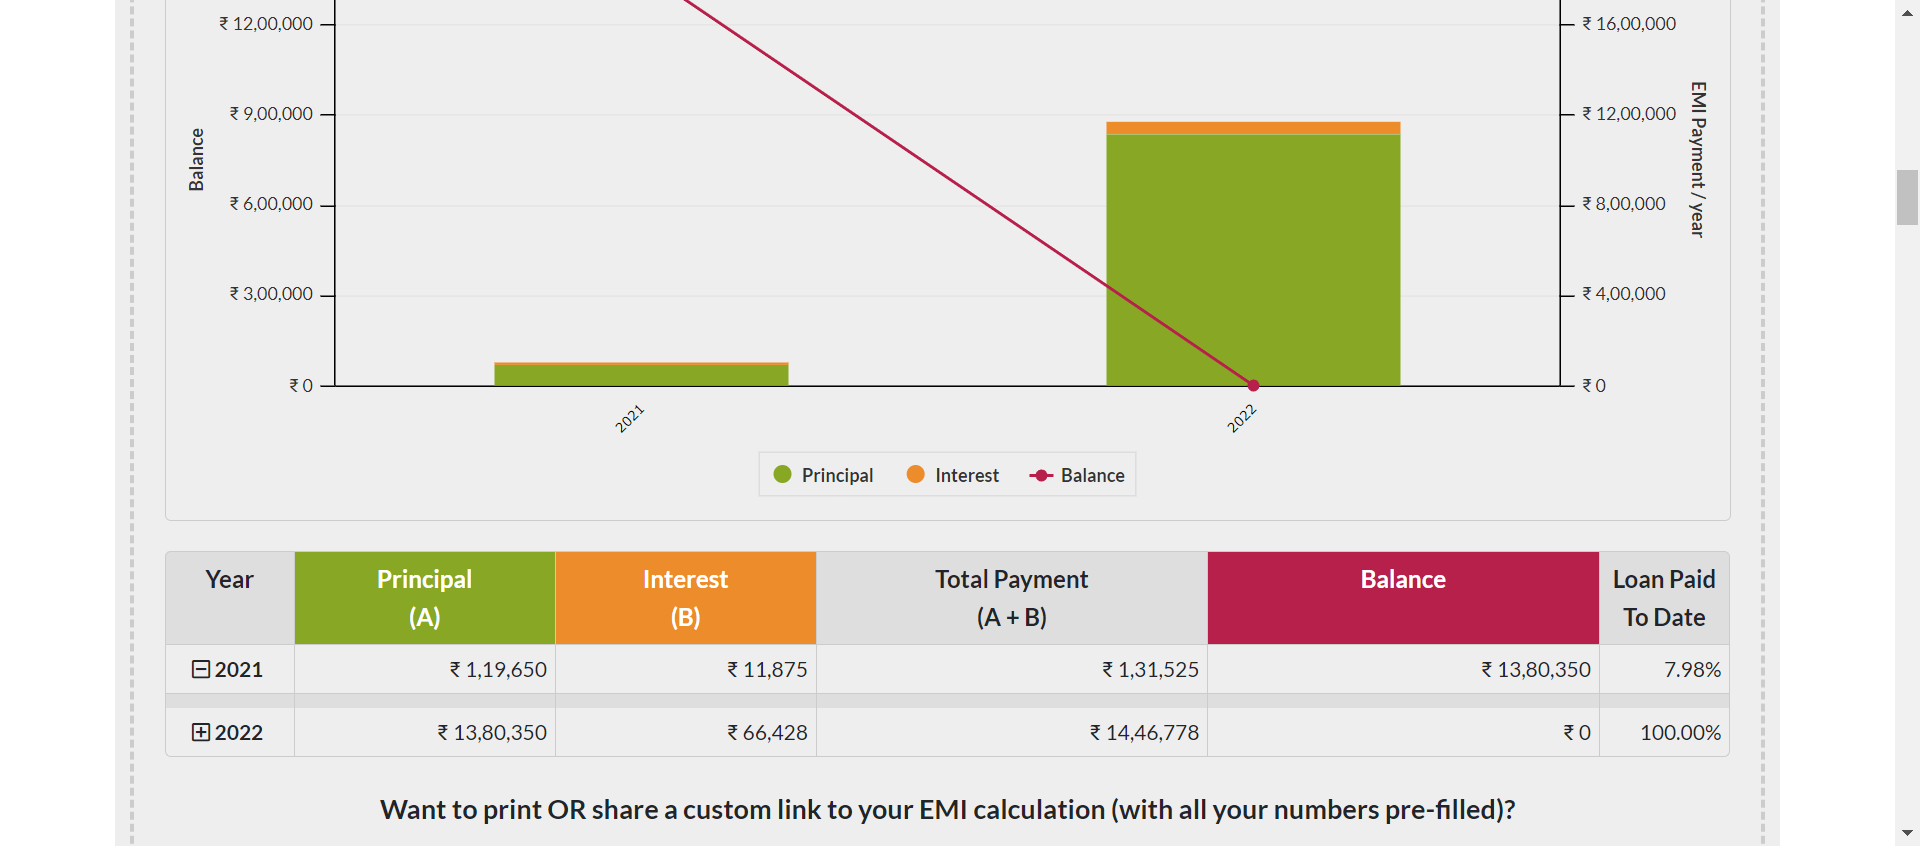 ₹ 12,00,000
₹ 16,00,000
₹ 9,00,000
₹ 12,00,000
Balance
EMI Payment / year
₹ 6,00,000
₹ 8,00,000
₹ 3,00,000
₹ 4,00,000
₹ 0
₹ 0
2021
2022
Principal Interest Balance
Year Principal Interest Total Payment Balance Loan Paid
(A) (B) (A + B) To Date
2021 ₹ 1,19,650 ₹ 11,875 ₹ 1,31,525 ₹ 13,80,350 7.98%
2022 ₹ 13,80,350 ₹ 66,428 ₹ 14,46,778 ₹ 0 100.00%
Want to print OR share a custom link to your EMI calculation (with all your numbers pre-filled)?